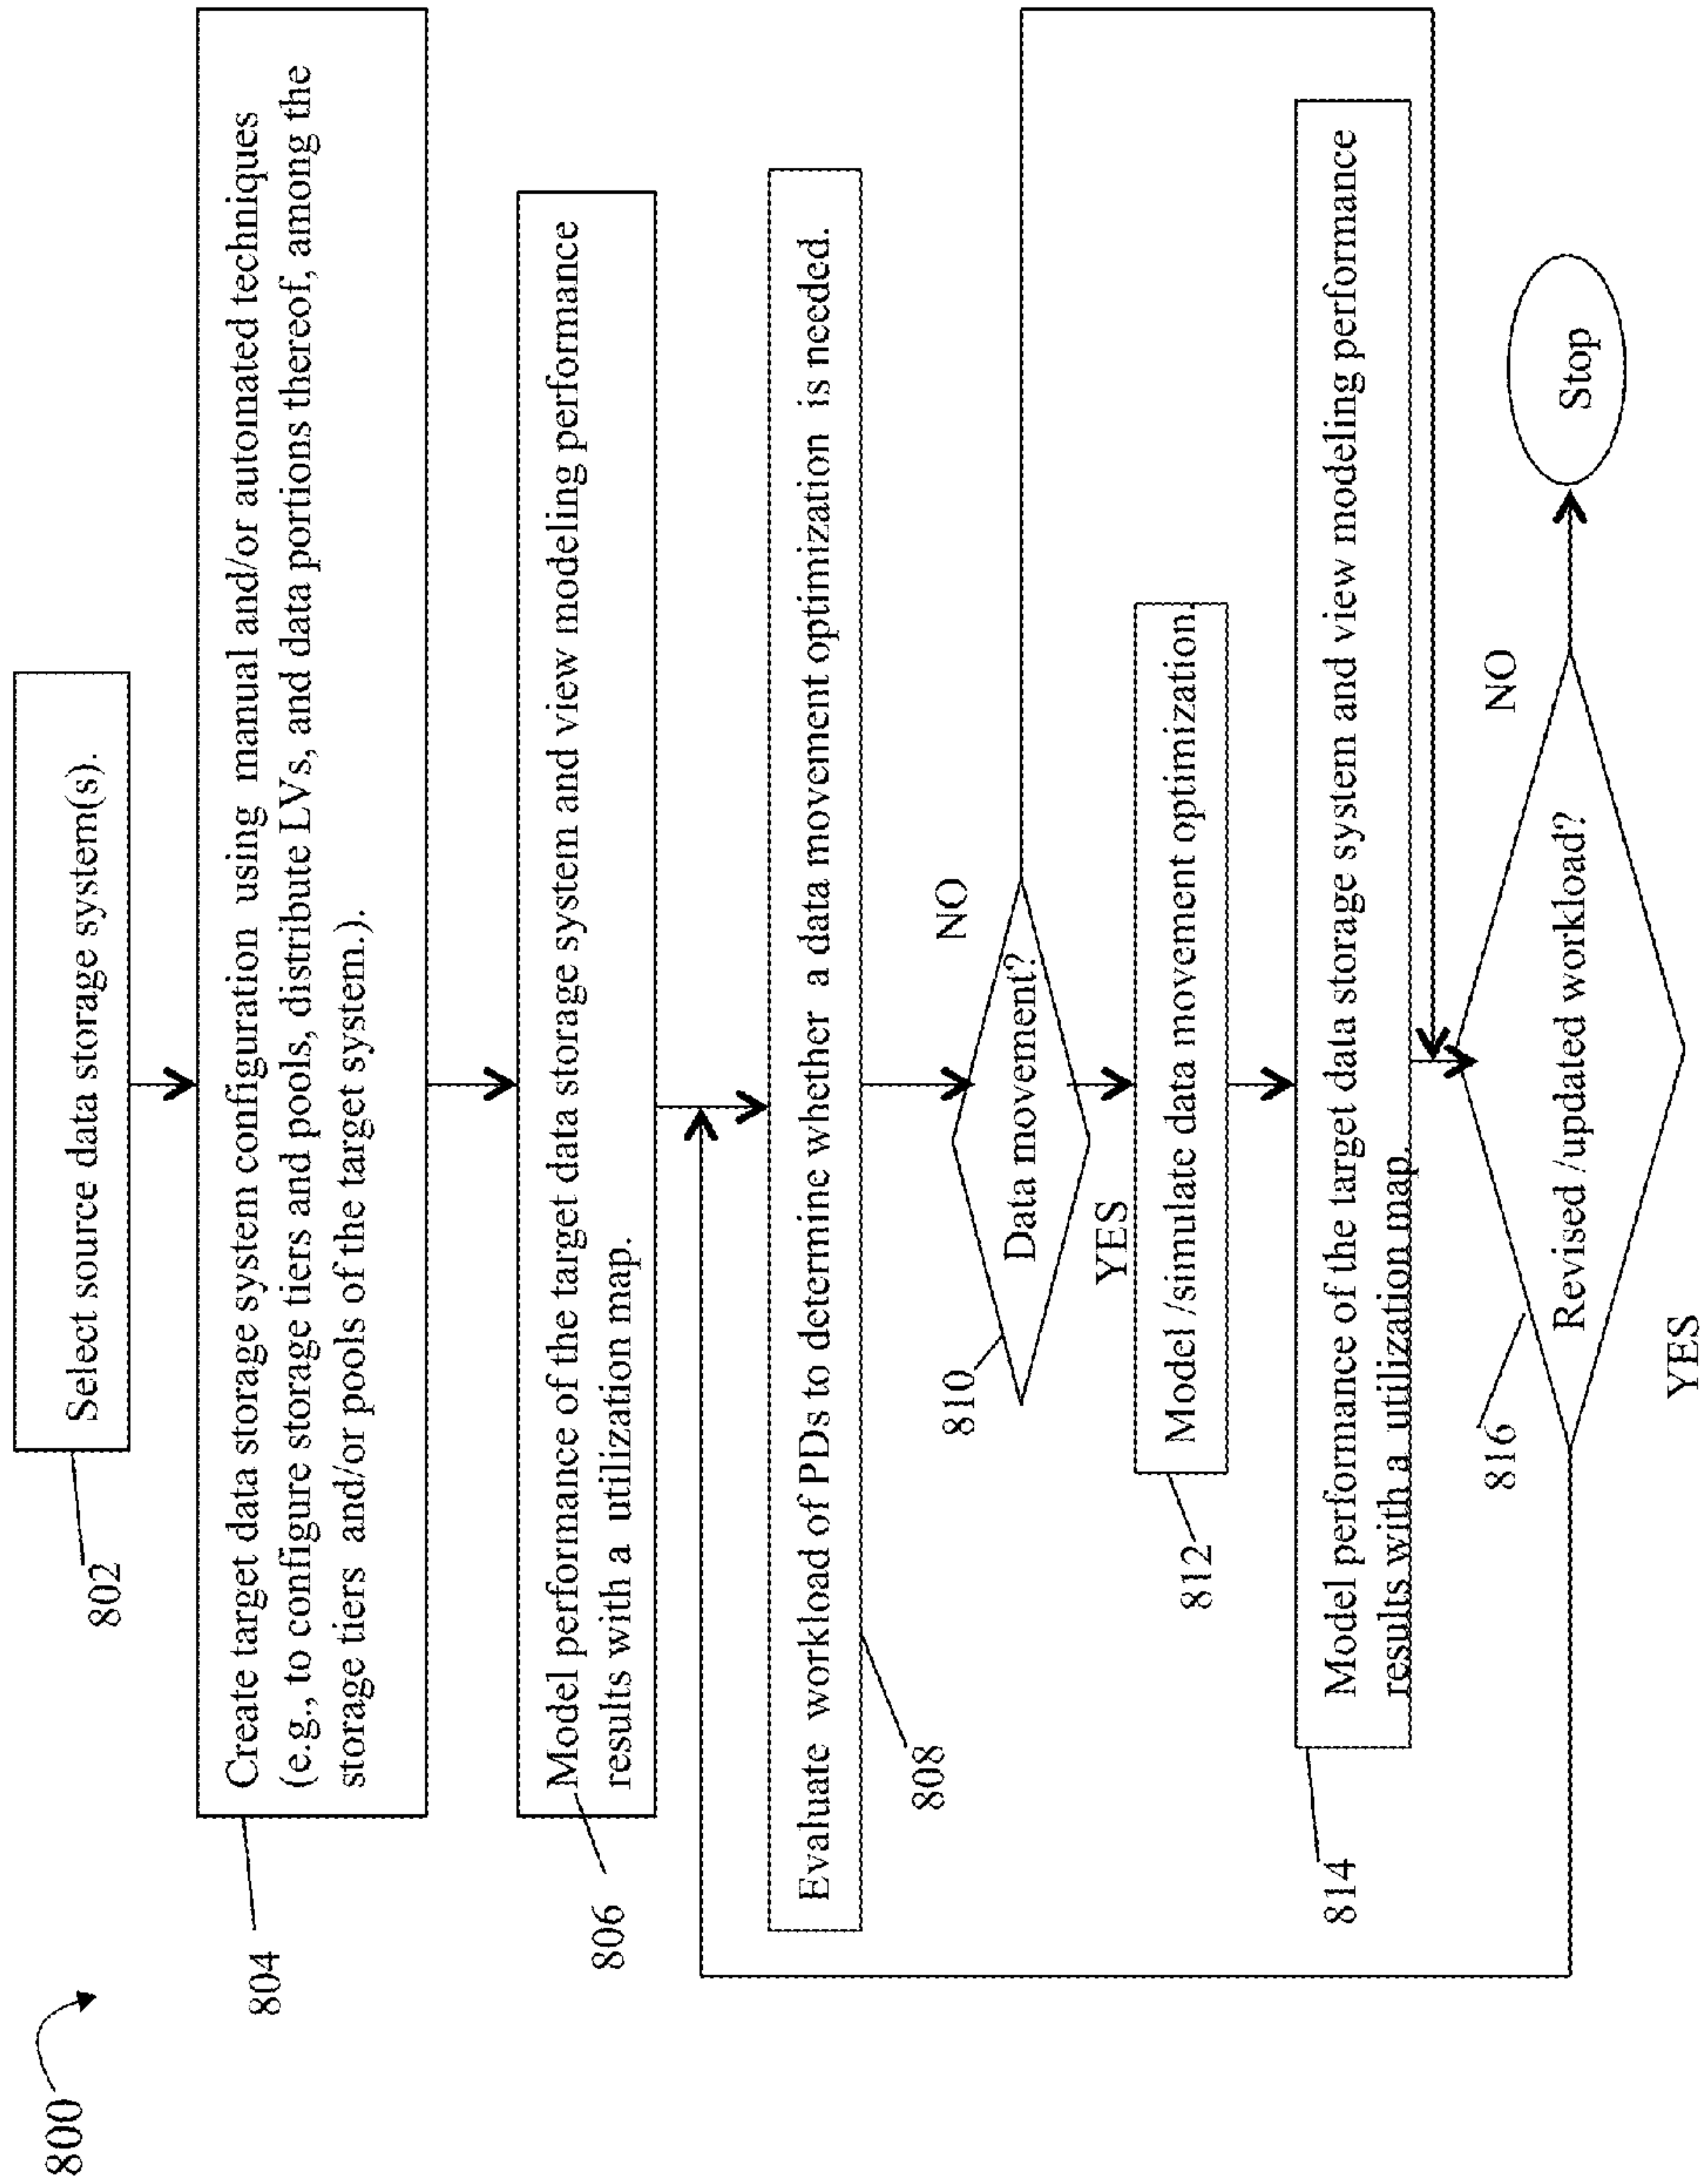 800
802
Select source data storage system(s).
804
Create target data storage system configuration using manual and/or automated techniques
(e.g., to configure storage tiers and pools, distribute LVs, and data portions thereof, among the
storage tiers and/or pools of the target system.).
806
Model performance of the target data storage system and view modeling performance
results with a utilization map.
808
Evaluate workload of PDs to determine whether a data movement optimization is needed.
810
Data movement?
NO
YES
812
Model /simulate data movement optimization.
814
Model performance of the target data storage system and view modeling performance
results with a utilization map.
816
Revised /updated workload?
NO
Stop
YES